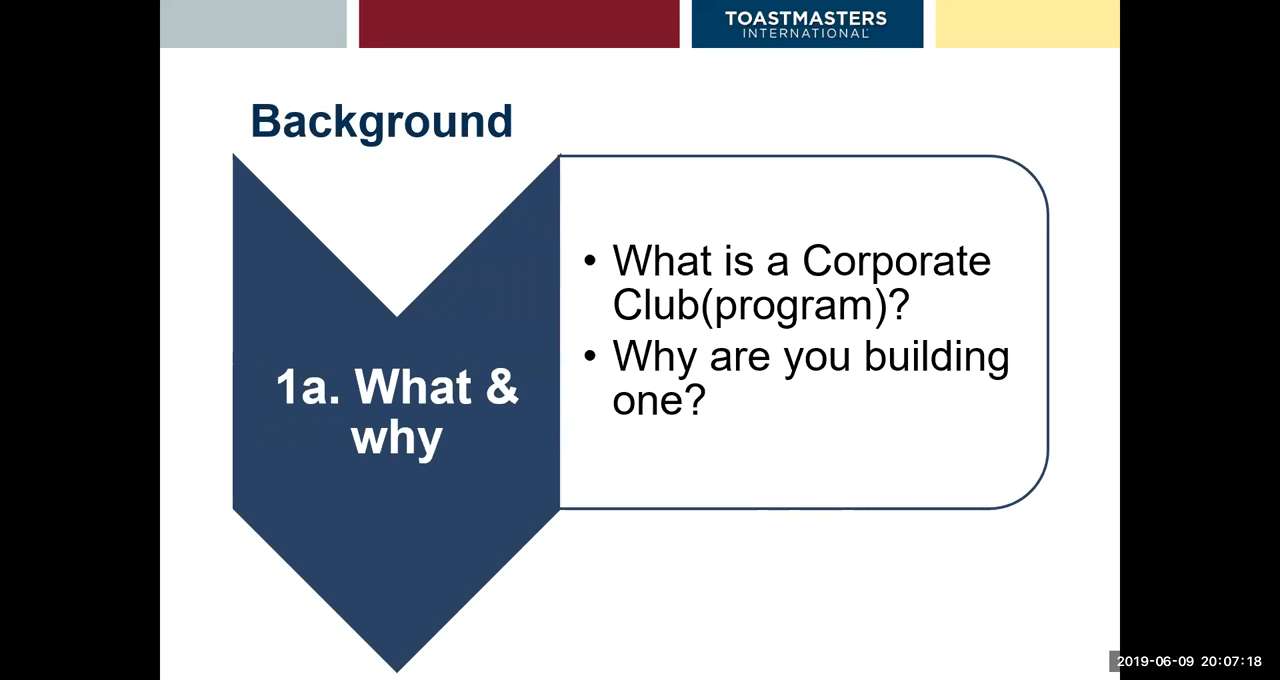 TOASTMASTERS
INTERNATIONAL
Background
1a. What &
why
• What is a Corporate
Club(program)?
• Why are you building
one?
2019-06-09 20:07:18